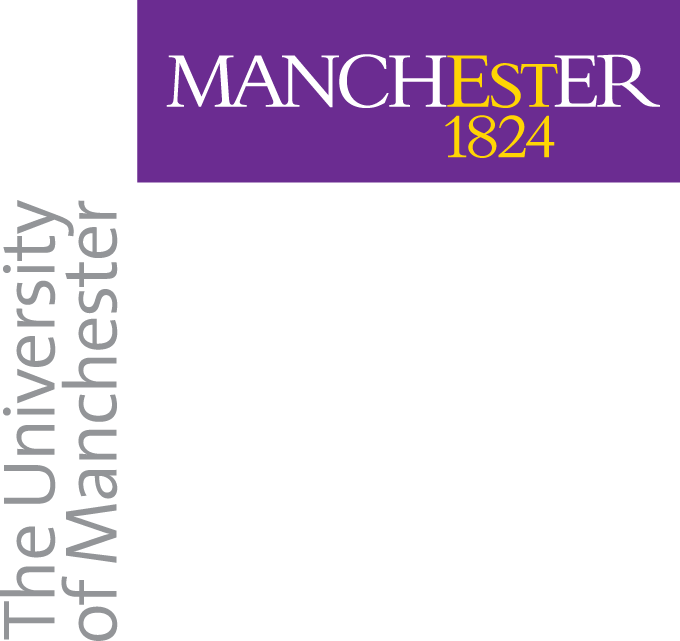 MANCHESTER
1824
The University
of Manchester